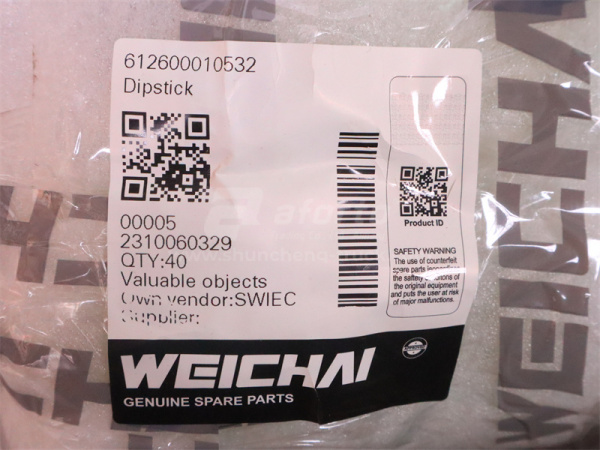 612600010532
Dipstick
00005
2310060329
QTY:40
Valuable objects
Own vendor:SWIEC
Supplier:
Product ID
SAFETY WARNING
The use of counterfeit
spare parts
the safety
of
the original equipment
and puts the user at risk
of major malfunctions.
WEICHAI
GENUINE SPARE PARTS
WEICHAI